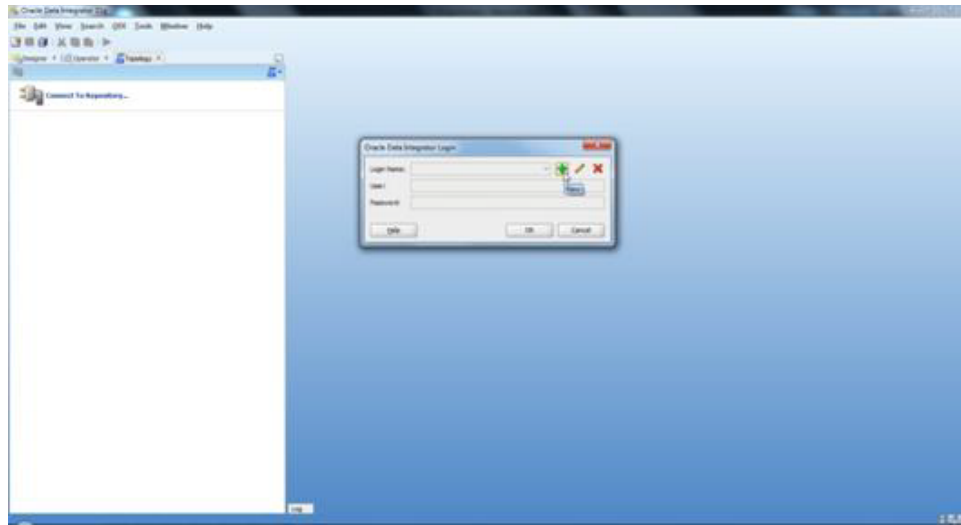 Oracle Data Integrator 11g
File Edit View Search ODI Tools Window Help
Designer Operator Topology
Connect To Repository...
Oracle Data Integrator Login
Login Name:
User:
Password:
New
Help OK Cancel
Log